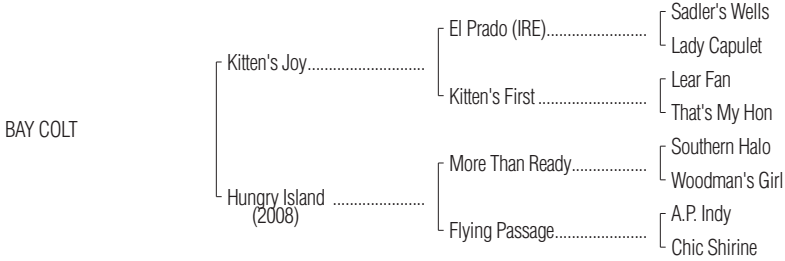 Sadler's Wells
El Prado (IRE)........................
Lady Capulet
Kitten's Joy............................
Lear Fan
Kitten's First..........................
That's My Hon
BAY COLT
Southern Halo
More Than Ready..................
Woodman's Girl
Hungry Island ......................
(2008)
A.P. Indy
Flying Passage......................
Chic Shirine